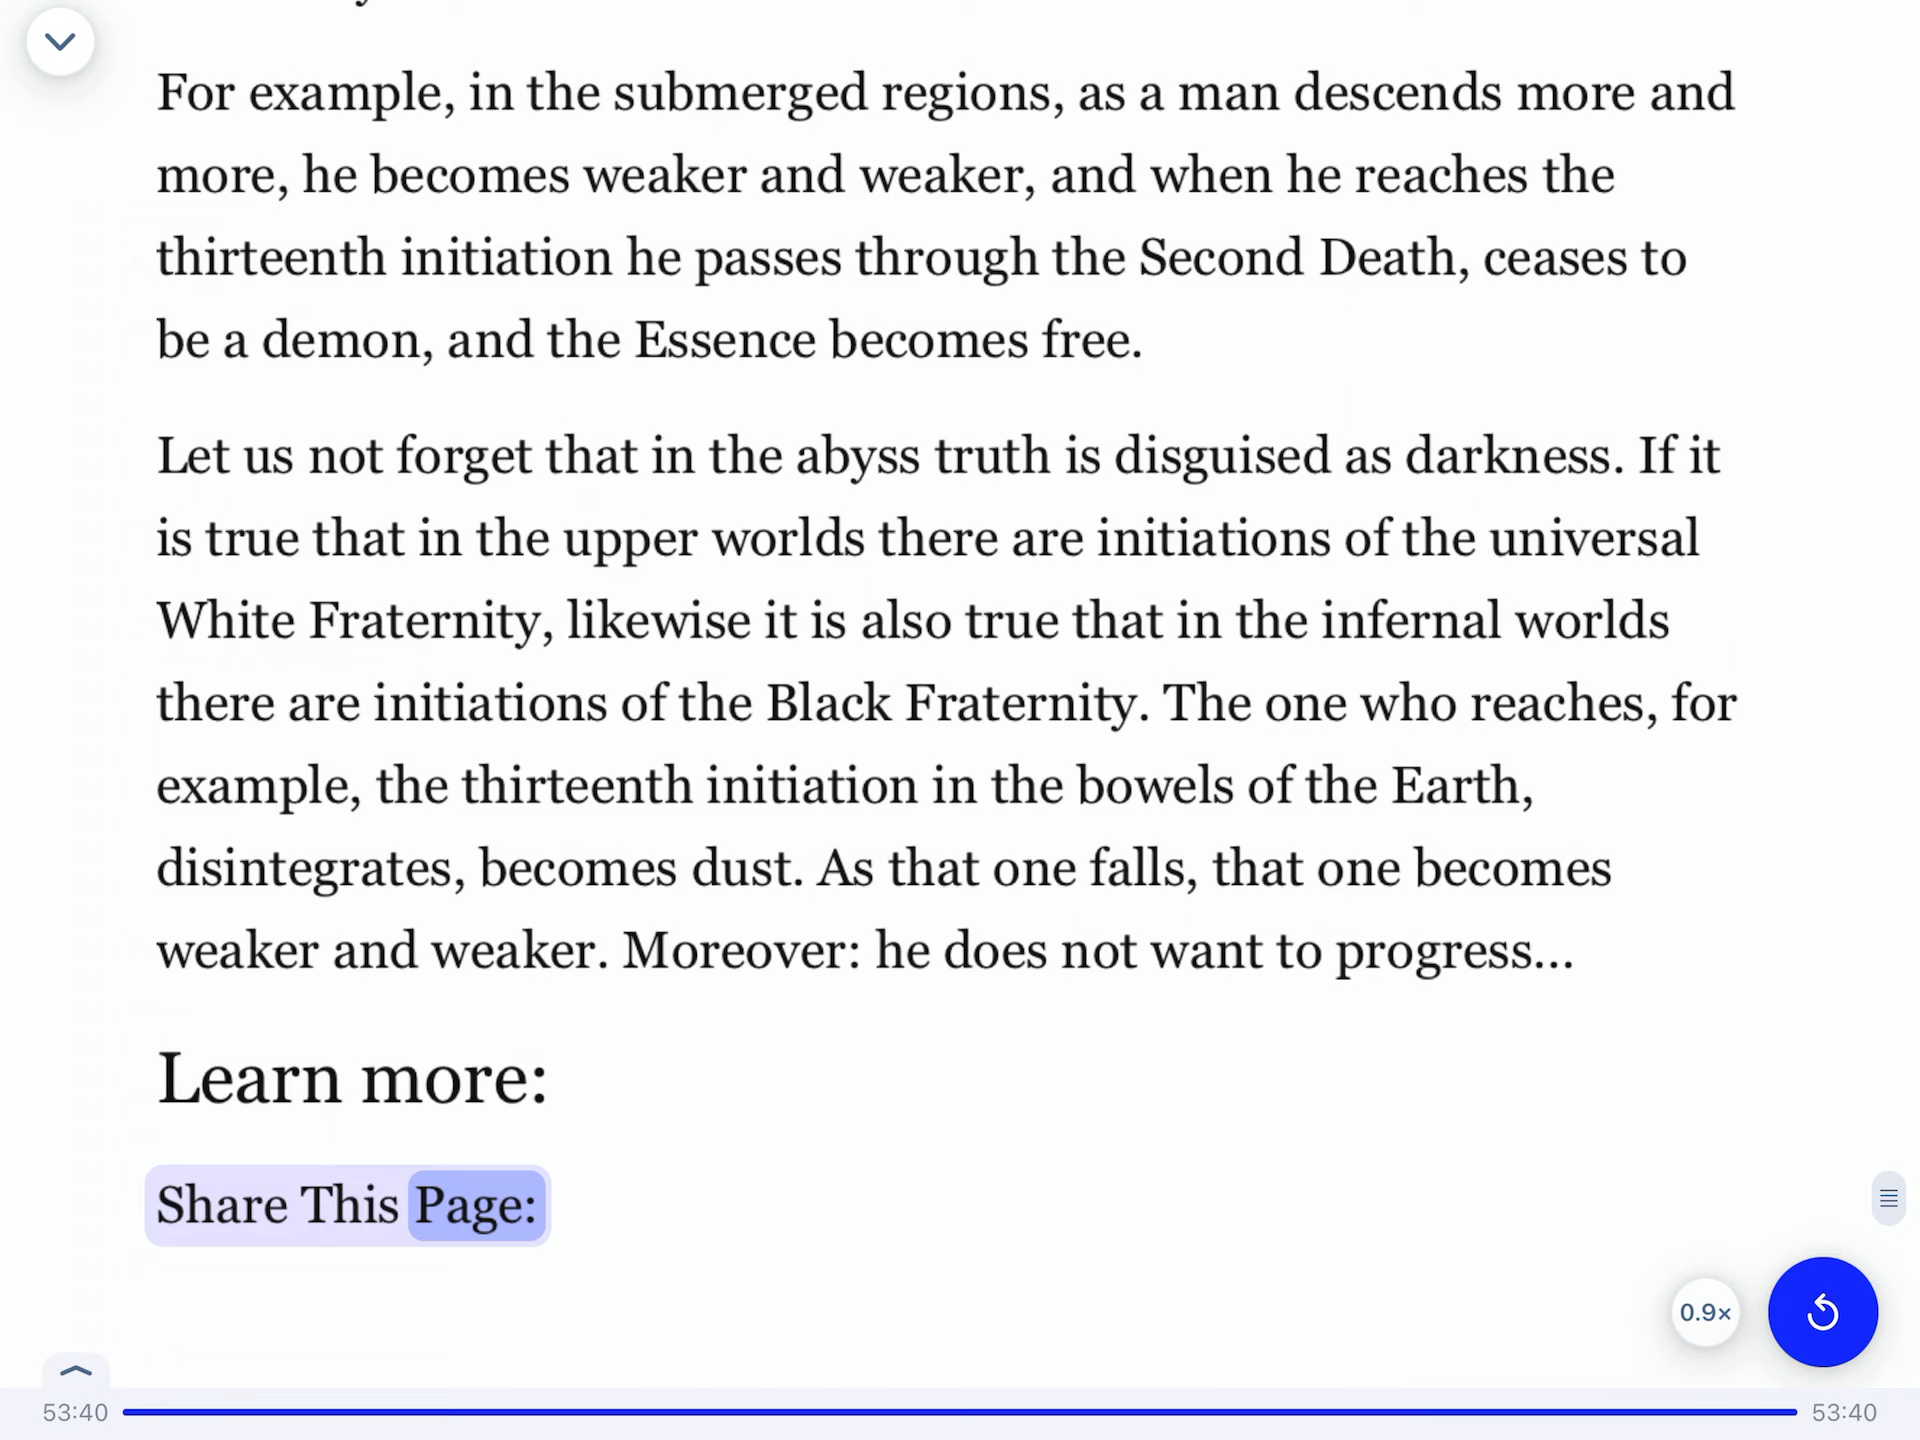 For example, in the submerged regions, as a man descends more and
more, he becomes weaker and weaker, and when he reaches the
thirteenth initiation he passes through the Second Death, ceases to
be a demon, and the Essence becomes free.
Let us not forget that in the abyss truth is disguised as darkness. If it
is true that in the upper worlds there are initiations of the universal
White Fraternity, likewise it is also true that in the infernal worlds
there are initiations of the Black Fraternity. The one who reaches, for
example, the thirteenth initiation in the bowels of the Earth,
disintegrates, becomes dust. As that one falls, that one becomes
weaker and weaker. Moreover: he does not want to progress...
Learn more:
Share This Page:
0.9×
53:40
53:40